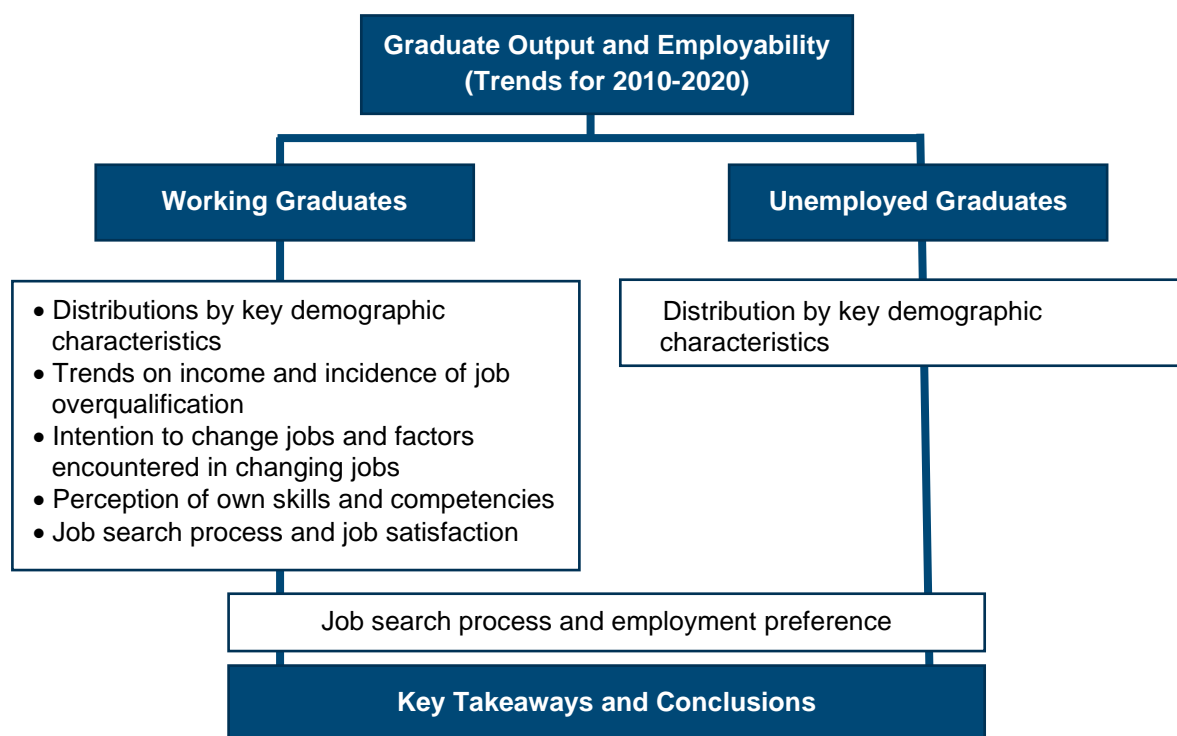 Graduate Output and Employability
(Trends for 2010-2020)
Working Graduates
Unemployed Graduates
• Distributions by key demographic
characteristics
• Trends on income and incidence of job
overqualification
• Intention to change jobs and factors
encountered in changing jobs
• Perception of own skills and competencies
• Job search process and job satisfaction
Distribution by key demographic
characteristics
Job search process and employment preference
Key Takeaways and Conclusions